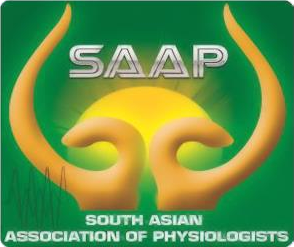 SAAP
SOUTH ASIAN
ASSOCIATION OF PHYSIOLOGISTS